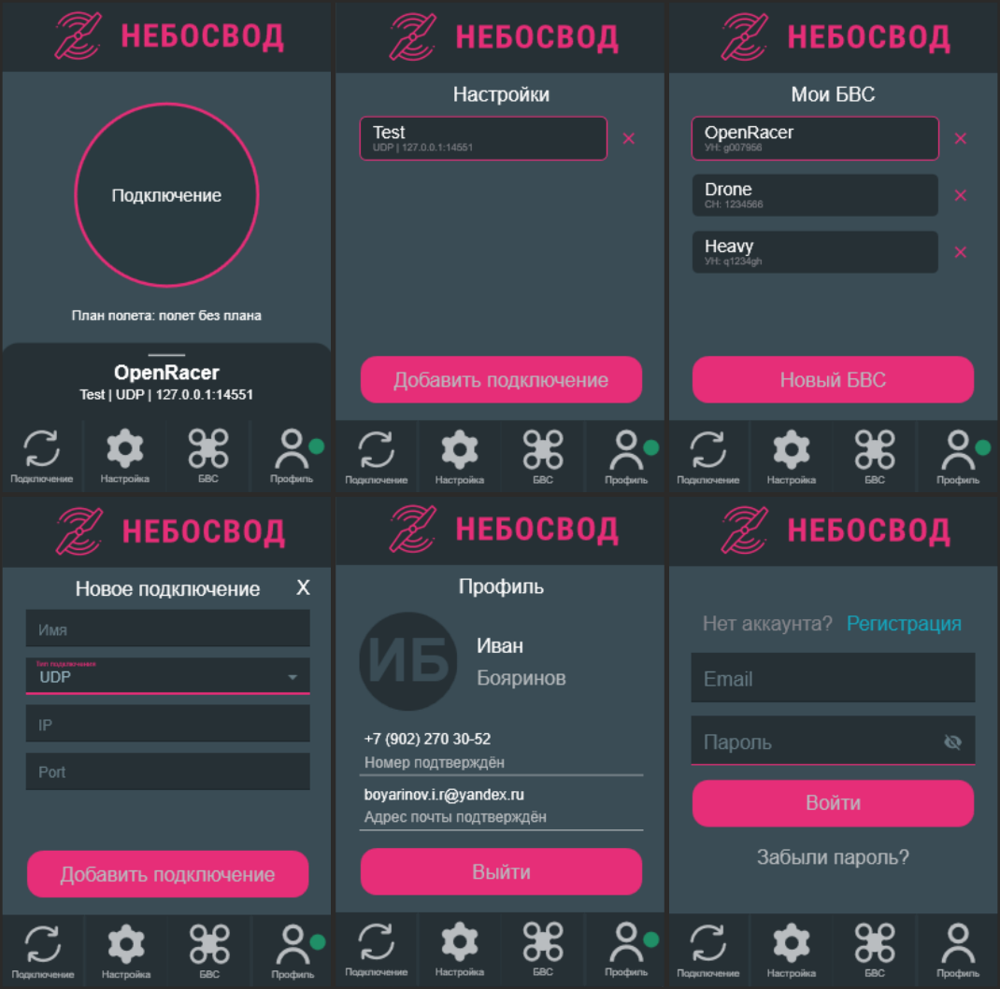 НЕБОСВОД
Подключение
План полета: полет без плана
OpenRacer
Test | UDP | 127.0.0.1:14551
Подключение
Настройка
БВС
Профиль
НЕБОСВОД
Настройки
Test
UDP | 127.0.0.1:14551
Добавить подключение
Подключение
Настройка
БВС
Профиль
НЕБОСВОД
Мои БВС
OpenRacer
УН: g007956
Drone
СН: 1234566
Heavy
УН: q1234gh
Новый БВС
Подключение
Настройка
БВС
Профиль
НЕБОСВОД
Новое подключение X
Имя
Тип подключения
UDP
IP
Port
Добавить подключение
Подключение
Настройка
БВС
Профиль
НЕБОСВОД
Профиль
ИБ
Иван
Бояринов
+7 (902) 270 30-52
Номер подтверждён
boyarinov.i.r@yandex.ru
Адрес почты подтверждён
Выйти
Подключение
Настройка
БВС
Профиль
НЕБОСВОД
Нет аккаунта? Регистрация
Email
Пароль
Войти
Забыли пароль?
Подключение
Настройка
БВС
Профиль